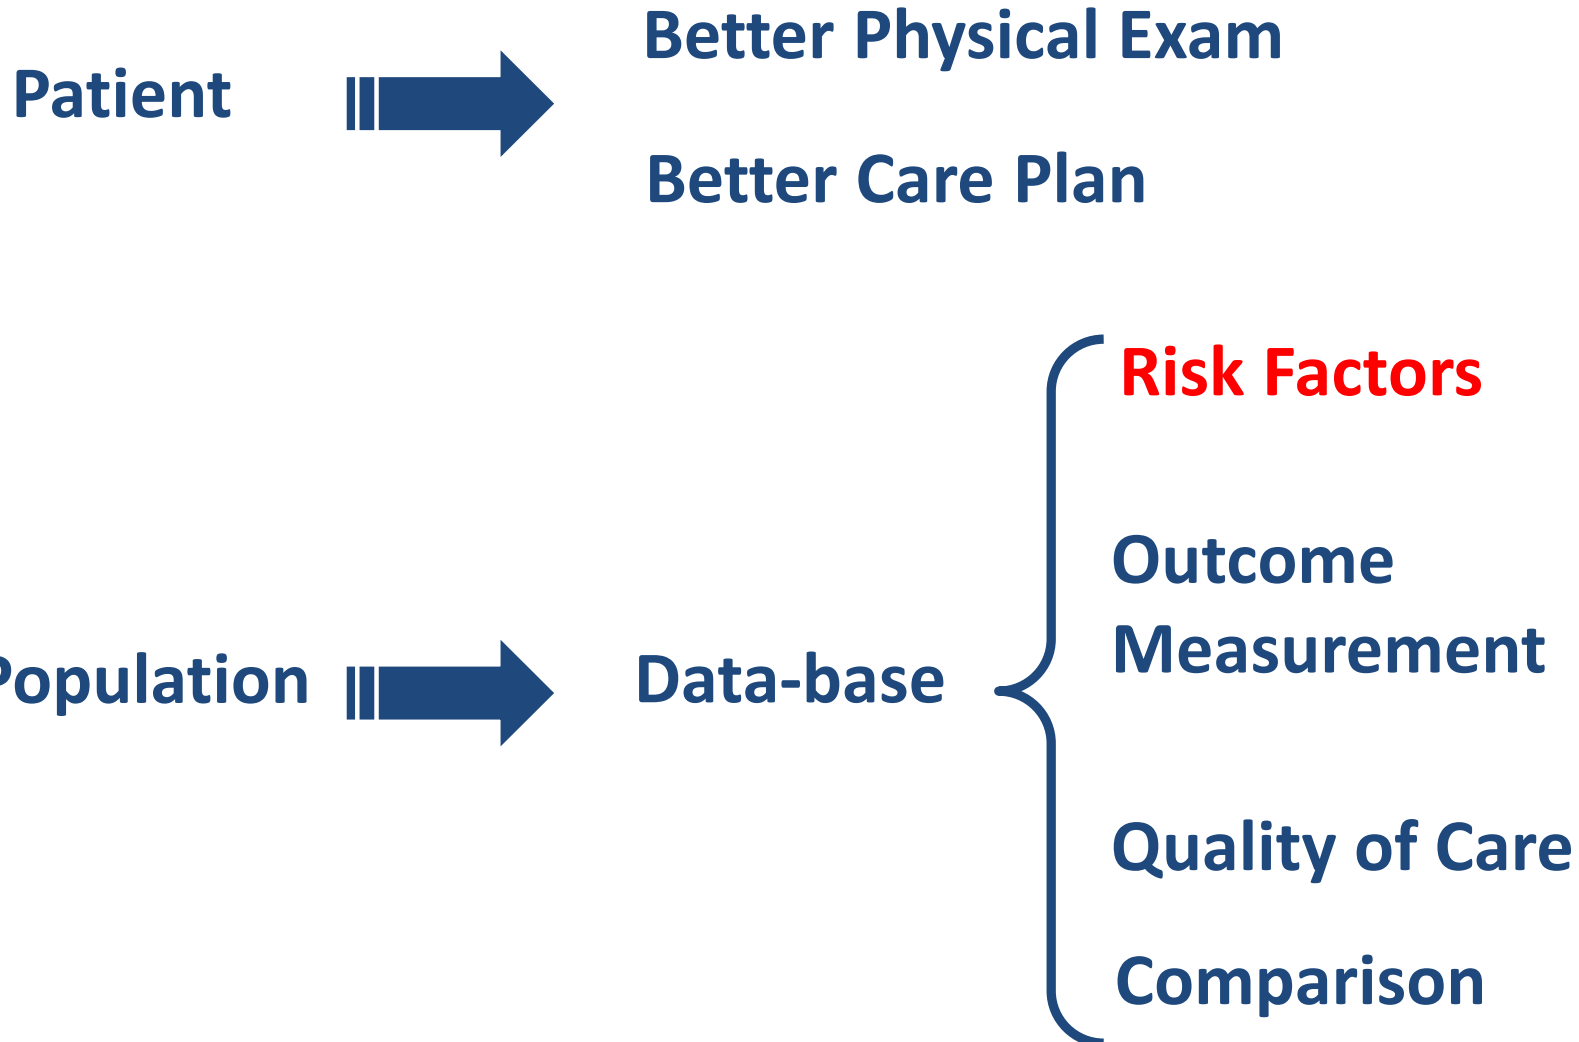 Better Physical Exam
Patient
Better Care Plan
Risk Factors
Outcome
Measurement
Population
Data-base
Quality of Care
Comparison